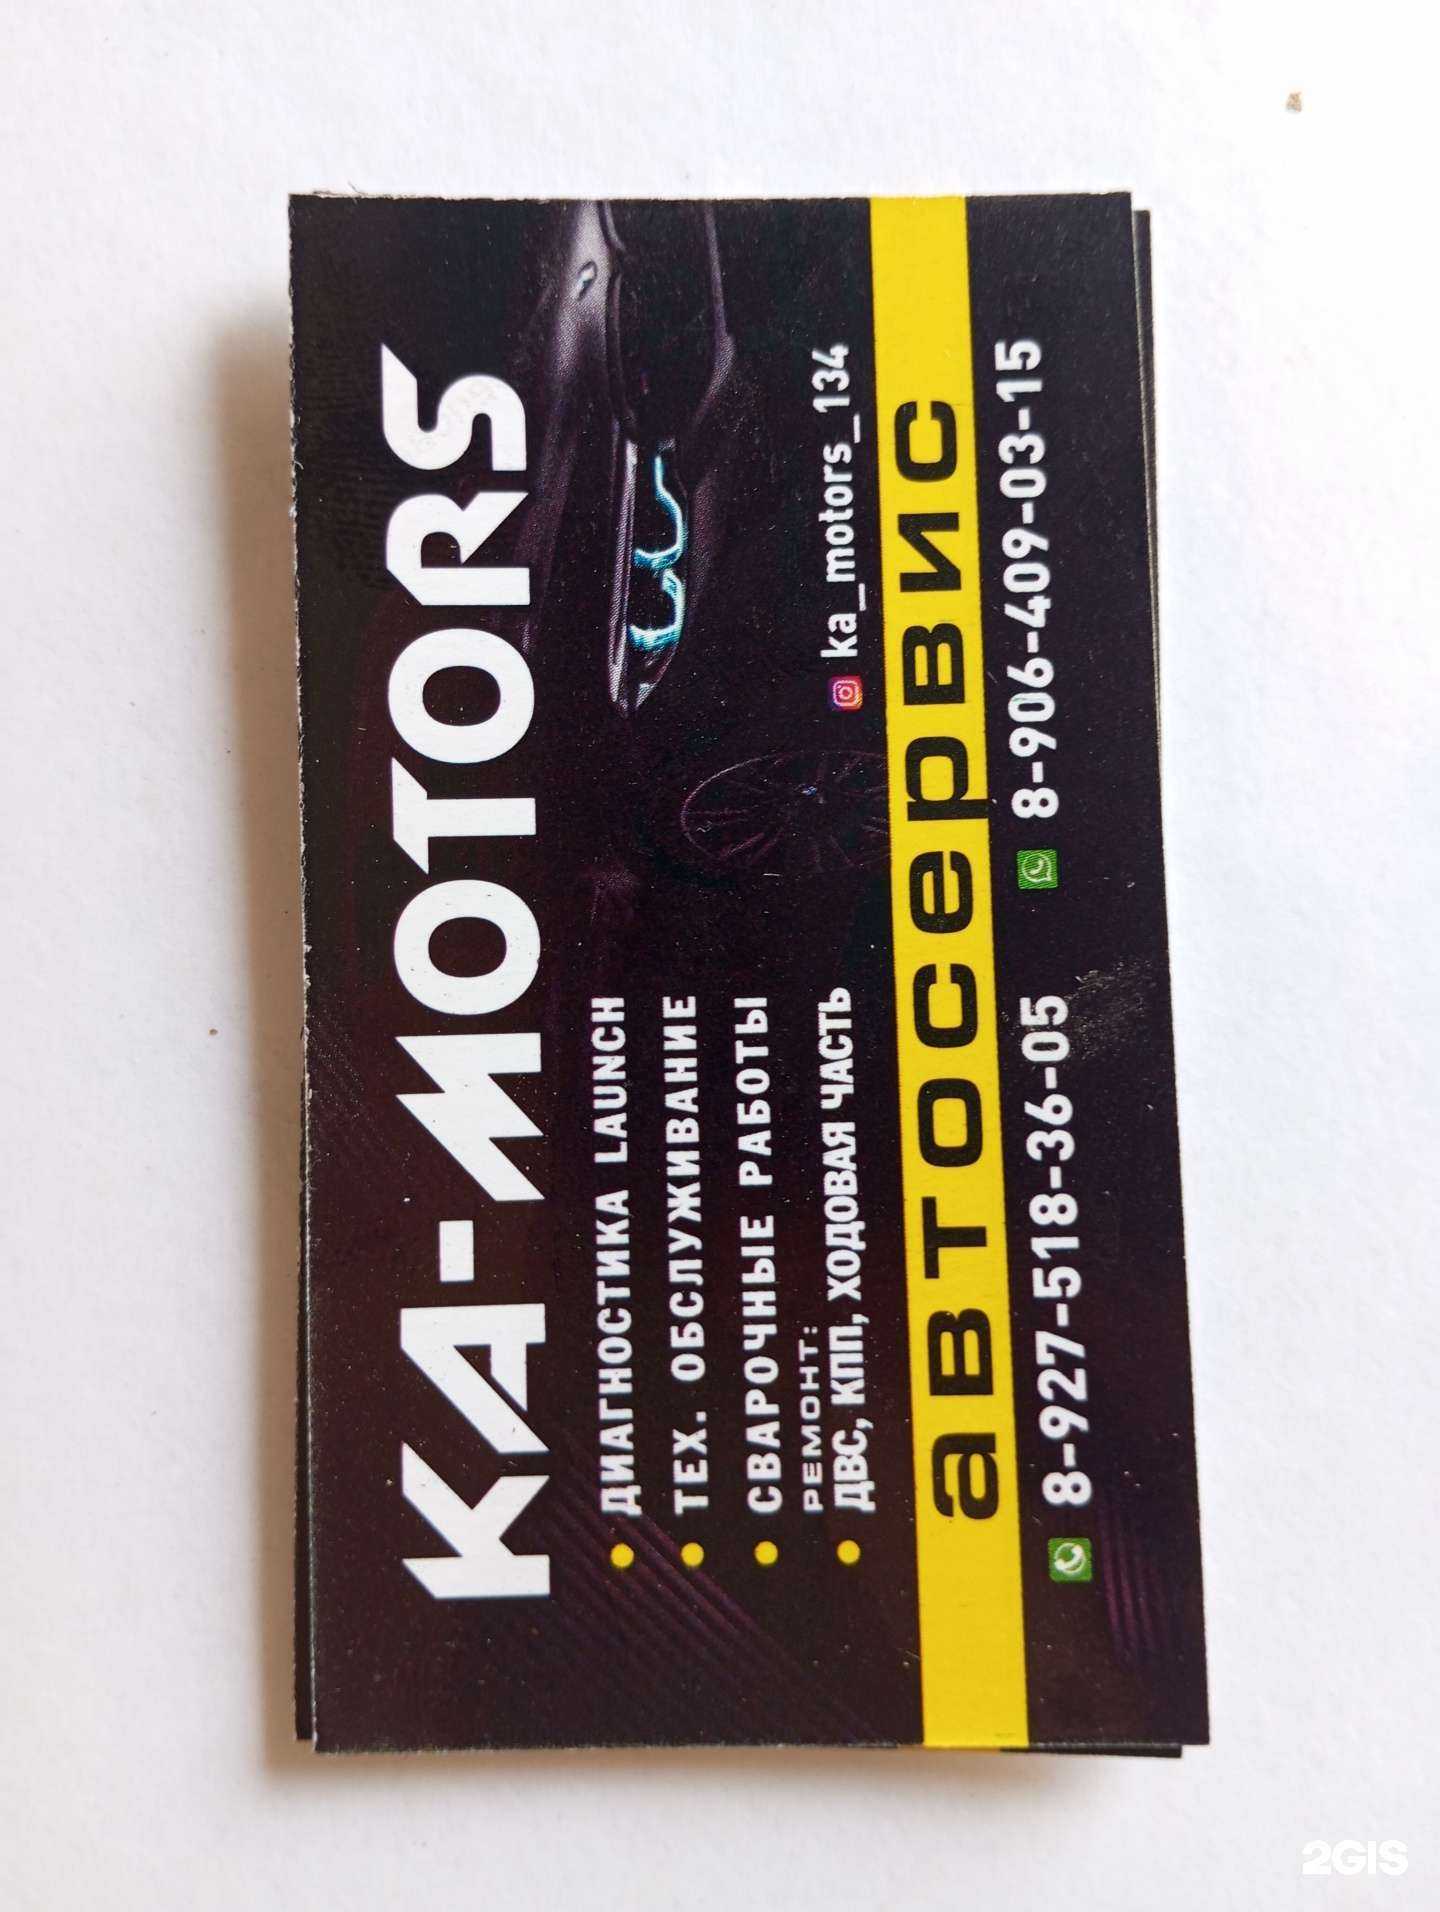 KA-MOTORS
• ДИАГНОСТИКА LAUNCH
• ТЕХ. ОБСЛУЖИВАНИЕ
• СВАРОЧНЫЕ РАБОТЫ
РЕМОНТ:
• ДВС, КПП, ХОДОВАЯ ЧАСТЬ
ka_motors_134
автосервис
8-927-518-36-05 8-906-409-03-15
2GIS